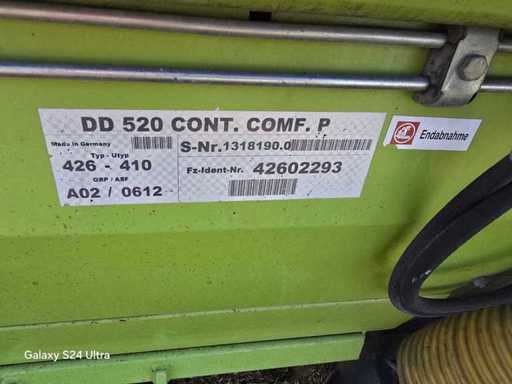 DD 520 CONT. COMF. P
Made in Germany
S-Nr.1318190.0
Typ - Utyp
426 - 410
Fz-Ident-Nr. 42602293
GRP / ABF
A02 / 0612
Endabnahme
Galaxy S24 Ultra